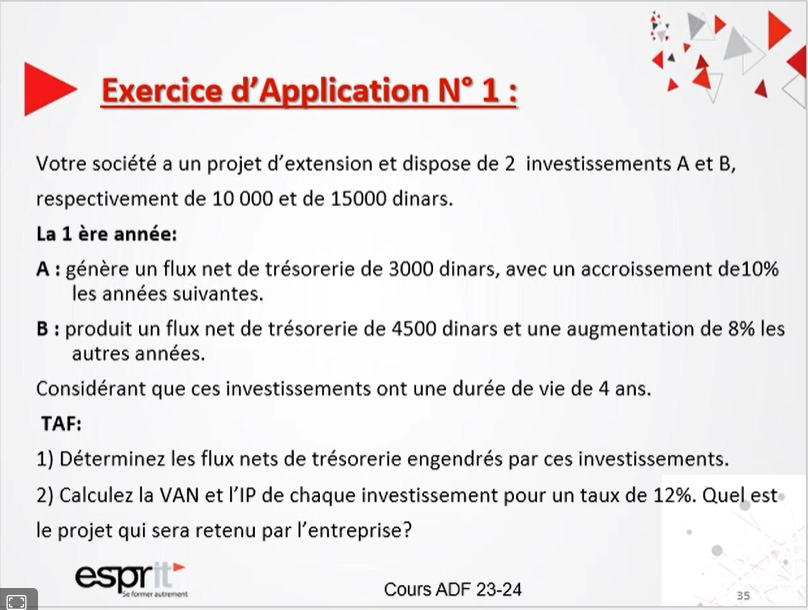 Exercice d'Application N° 1 :
Votre société a un projet d'extension et dispose de 2 investissements A et B,
respectivement de 10 000 et de 15000 dinars.
La 1 ère année:
A : génère un flux net de trésorerie de 3000 dinars, avec un accroissement de10%
les années suivantes.
B : produit un flux net de trésorerie de 4500 dinars et une augmentation de 8% les
autres années.
Considérant que ces investissements ont une durée de vie de 4 ans.
TAF:
1) Déterminez les flux nets de trésorerie engendrés par ces investissements.
2) Calculez la VAN et l'IP de chaque investissement pour un taux de 12%. Quel est
le projet qui sera retenu par l'entreprise?
esprit
Se former autrement
Cours ADF 23-24
35